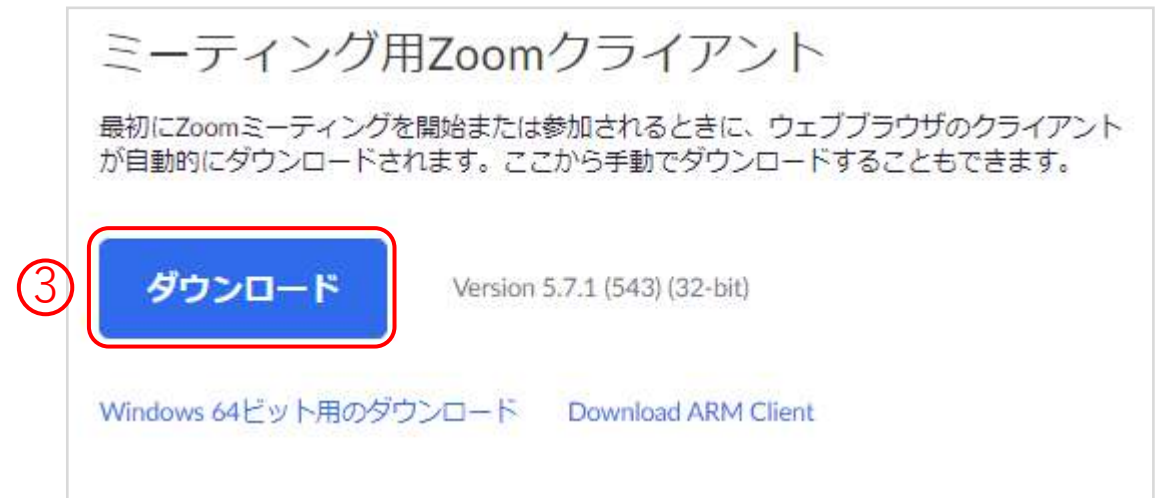 ミーティング用Zoomクライアント
最初にZoomミーティングを開始または参加されるときに、ウェブブラウザのクライアント
が自動的にダウンロードされます。ここから手動でダウンロードすることもできます。
③ ダウンロード Version 5.7.1 (543) (32-bit)
Windows 64ビット用のダウンロード Download ARM Client